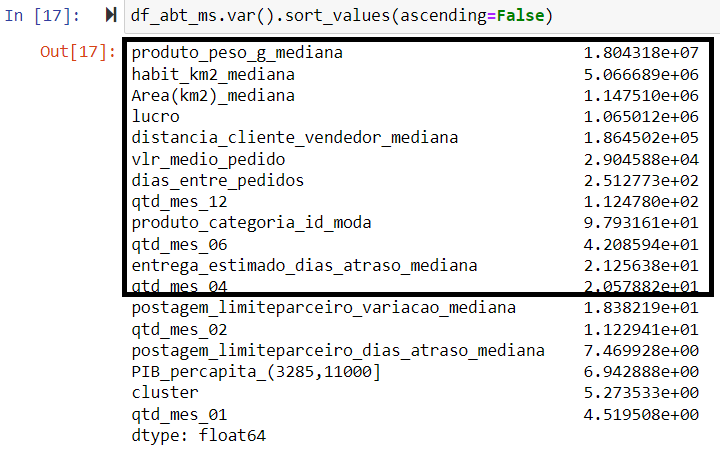 In [17]: df_abt_ms.var().sort_values(ascending=False)
Out[17]: produto_peso_g_mediana 1.804318e+07
habit_km2_mediana 5.066689e+06
Area(km2)_mediana 1.147510e+06
lucro 1.065012e+06
distancia_cliente_vendedor_mediana 1.864502e+05
vlr_medio_pedido 2.904588e+04
dias_entre_pedidos 2.512773e+02
qtd_mes_12 1.124780e+02
produto_categoria_id_moda 9.793161e+01
qtd_mes_06 4.208594e+01
entrega_estimado_dias_atraso_mediana 2.125638e+01
qtd_mes_04 2.057882e+01
postagem_limiteparceiro_variacao_mediana 1.838219e+01
qtd_mes_02 1.122941e+01
postagem_limiteparceiro_dias_atraso_mediana 7.469928e+00
PIB_percapita_(3285,11000] 6.942888e+00
cluster 5.273533e+00
qtd_mes_01 4.519508e+00
dtype: float64